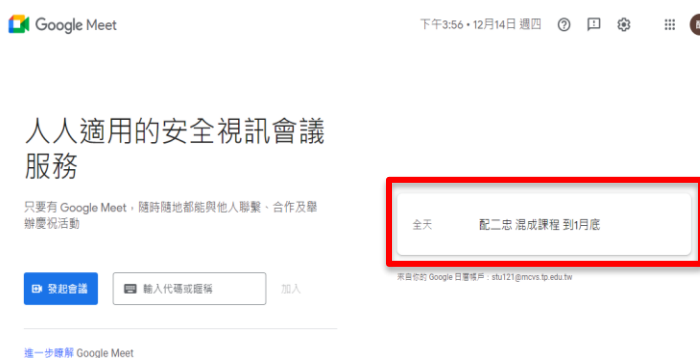 Google Meet
下午3:56 • 12月14日 週四
人人適用的安全視訊會議
服務
只要有 Google Meet，隨時隨地都能與他人聯繫、合作及舉
辦慶祝活動
發起會議
輸入代碼或暱稱
加入
進一步瞭解 Google Meet
全天 配二忠 混成課程 到1月底
來自你的 Google 日曆帳戶：stu121@mcvs.tp.edu.tw